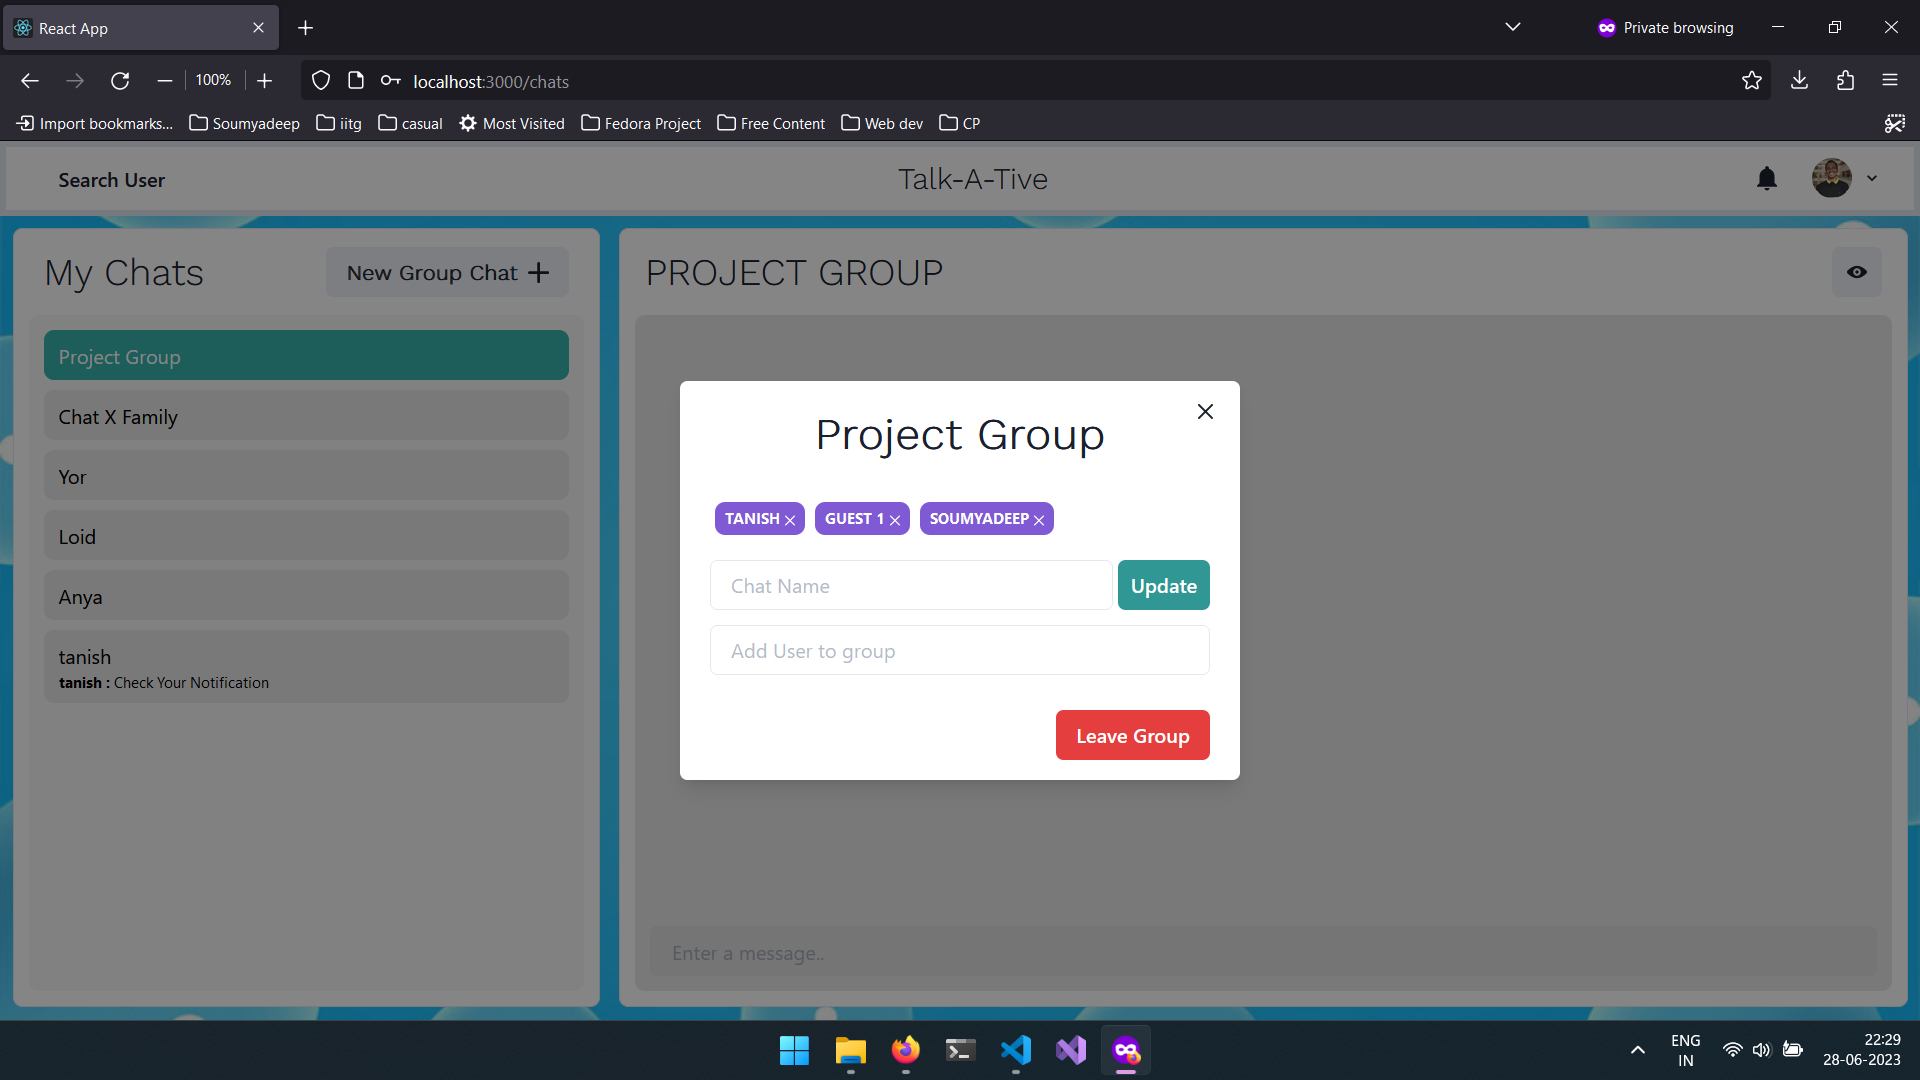 React App
Private browsing
100%
localhost:3000/chats
Import bookmarks... Soumyadeep iitg casual Most Visited Fedora Project Free Content Web dev CP
Search User
Talk-A-Tive
My Chats
New Group Chat
PROJECT GROUP
Project Group
Chat X Family
Yor
Loid
Anya
tanish
tanish : Check Your Notification
Project Group
TANISH GUEST 1 SOUMYADEEP
Chat Name
Update
Add User to group
Leave Group
Enter a message..
ENG
IN
22:29
28-06-2023